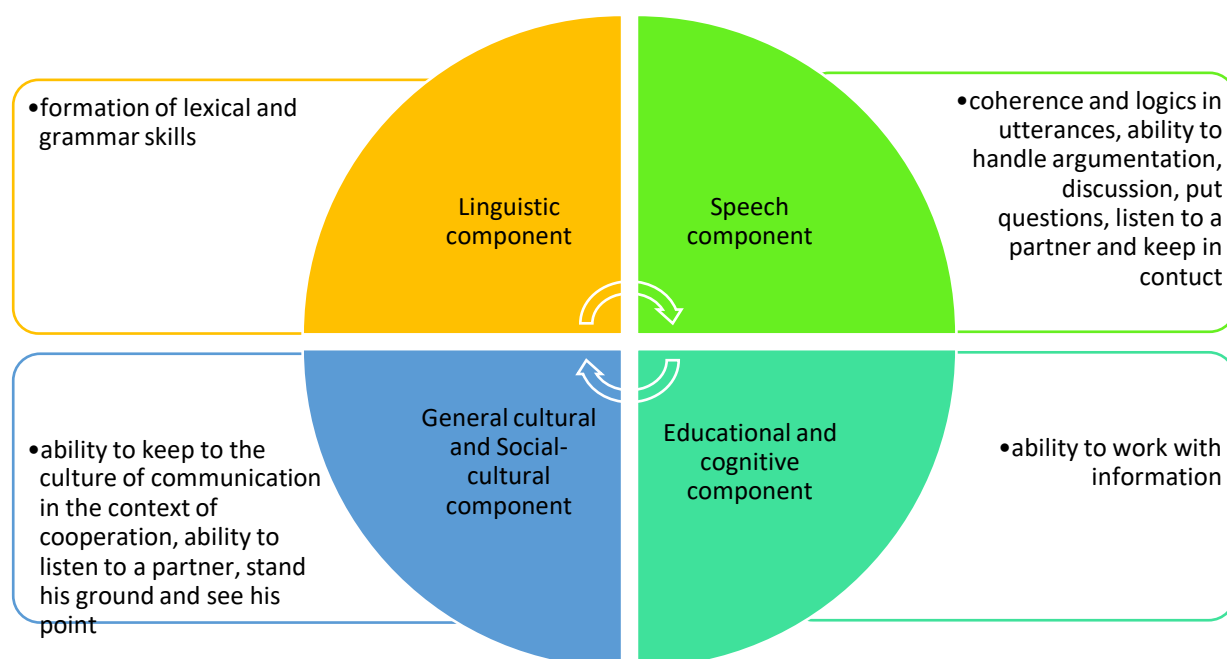 •formation of lexical and
grammar skills
Linguistic
component
Speech
component
•coherence and logics in
utterances, ability to
handle argumentation,
discussion, put
questions, listen to a
partner and keep in
contuct
General cultural
and Social-
cultural
component
•ability to keep to the
culture of communication
in the context of
cooperation, ability to
listen to a partner, stand
his ground and see his
point
Educational and
cognitive
component
•ability to work with
information